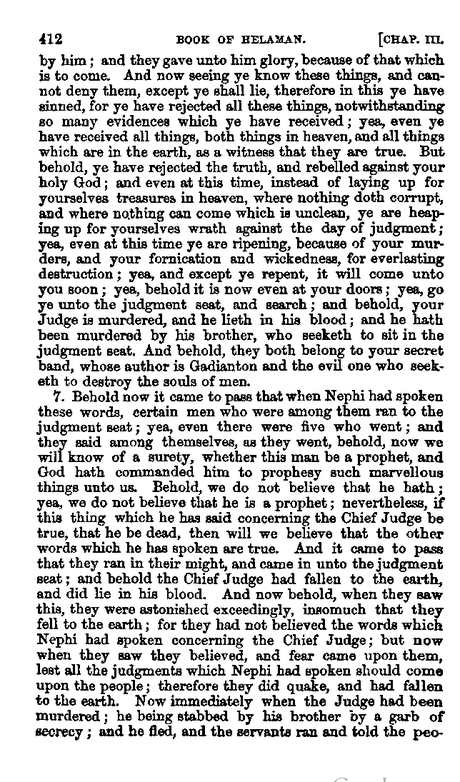 412 BOOK OF HELAMAN. [CHAP. III.
by him; and they gave unto him glory, because of that which
is to come. And now seeing ye know these things, and can-
not deny them, except ye shall lie, therefore in this ye have
sinned, for ye have rejected all these things, notwithstanding
so many evidences which ye have received; yea, even ye
have received all things, both things in heaven, and all things
which are in the earth, as a witness that they are true. But
behold, ye have rejected the truth, and rebelled against your
holy God; and even at this time, instead of laying up for
yourselves treasures in heaven, where nothing doth corrupt,
and where nothing can come which is unclean, ye are heap-
ing up for yourselves wrath against the day of judgment;
yea, even at this time ye are ripening, because of your mur-
ders, and your fornication and wickedness, for everlasting
destruction; yea, and except ye repent, it will come unto
you soon; yea, behold it is now even at your doors; yea, go
ye unto the judgment seat, and search; and behold, your
Judge is murdered, and he lieth in his blood; and he hath
been murdered by his brother, who seeketh to sit in the
judgment seat. And behold, they both belong to your secret
band, whose author is Gadianton and the evil one who seek-
eth to destroy the souls of men.
7. Behold now it came to pass that when Nephi had spoken
these words, certain men who were among them ran to the
judgment seat; yea, even there were five who went; and
they said among themselves, as they went, behold, now we
will know of a surety, whether this man be a prophet, and
God hath commanded him to prophesy such marvellous
things unto us. Behold, we do not believe that he hath;
yea, we do not believe that he is a prophet; nevertheless, if
this thing which he has said concerning the Chief Judge be
true, that he be dead, then will we believe that the other
words which he has spoken are true. And it came to pass
that they ran in their might, and came in unto the judgment
seat; and behold the Chief Judge had fallen to the earth,
and did lie in his blood. And now behold, when they saw
this, they were astonished exceedingly, insomuch that they
fell to the earth; for they had not believed the words which
Nephi had spoken concerning the Chief Judge; but now
when they saw they believed, and fear came upon them,
lest all the judgments which Nephi had spoken should come
upon the people; therefore they did quake, and had fallen
to the earth. Now immediately when the Judge had been
murdered; he being stabbed by his brother by a garb of
secrecy; and he fled, and the servants ran and told the peo-